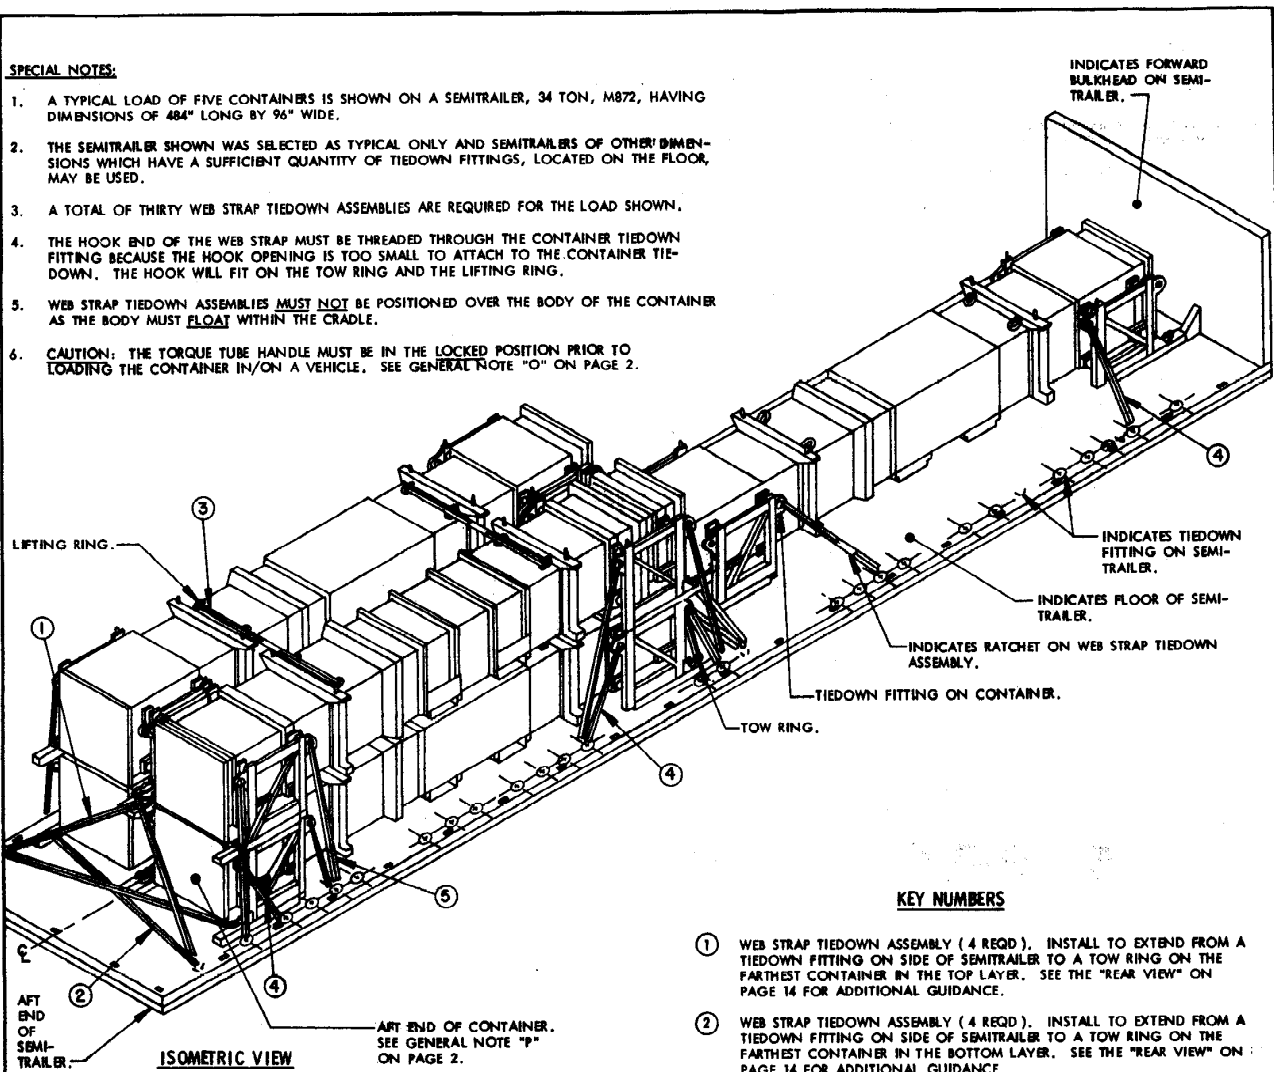 SPECIAL NOTES:
1. A TYPICAL LOAD OF FIVE CONTAINERS IS SHOWN ON A SEMITRAILER, 34 TON, M872, HAVING
DIMENSIONS OF 484" LONG BY 96" WIDE.
2. THE SEMITRAILER SHOWN WAS SELECTED AS TYPICAL ONLY AND SEMITRAILERS OF OTHER DIMEN-
SIONS WHICH HAVE A SUFFICIENT QUANTITY OF TIEDOWN FITTINGS, LOCATED ON THE FLOOR,
MAY BE USED.
3. A TOTAL OF THIRTY WEB STRAP TIEDOWN ASSEMBLIES ARE REQUIRED FOR THE LOAD SHOWN.
4. THE HOOK END OF THE WEB STRAP MUST BE THREADED THROUGH THE CONTAINER TIEDOWN
FITTING BECAUSE THE HOOK OPENING IS TOO SMALL TO ATTACH TO THE CONTAINER TIE-
DOWN. THE HOOK WILL FIT ON THE TOW RING AND THE LIFTING RING.
5. WEB STRAP TIEDOWN ASSEMBLIES MUST NOT BE POSITIONED OVER THE BODY OF THE CONTAINER
AS THE BODY MUST FLOAT WITHIN THE CRADLE.
6. CAUTION: THE TORQUE TUBE HANDLE MUST BE IN THE LOCKED POSITION PRIOR TO
LOADING THE CONTAINER IN/ON A VEHICLE. SEE GENERAL NOTE "O" ON PAGE 2.
INDICATES FORWARD
BULKHEAD ON SEMI-
TRAILER.
4
3
LIFTING RING.
INDICATES TIEDOWN
FITTING ON SEMI-
TRAILER.
INDICATES FLOOR OF SEMI-
TRAILER.
1
INDICATES RATCHET ON WEB STRAP TIEDOWN
ASSEMBLY.
TIEDOWN FITTING ON CONTAINER.
TOW RING.
4
5
℄
2
4
AFT
END
OF
SEMI-
TRAILER.
AFT END OF CONTAINER.
SEE GENERAL NOTE "P"
ON PAGE 2.
ISOMETRIC VIEW
KEY NUMBERS
1 WEB STRAP TIEDOWN ASSEMBLY (4 REQD). INSTALL TO EXTEND FROM A
TIEDOWN FITTING ON SIDE OF SEMITRAILER TO A TOW RING ON THE
FARTHEST CONTAINER IN THE TOP LAYER. SEE THE "REAR VIEW" ON
PAGE 14 FOR ADDITIONAL GUIDANCE.
2 WEB STRAP TIEDOWN ASSEMBLY (4 REQD). INSTALL TO EXTEND FROM A
TIEDOWN FITTING ON SIDE OF SEMITRAILER TO A TOW RING ON THE
FARTHEST CONTAINER IN THE BOTTOM LAYER. SEE THE "REAR VIEW" ON
PAGE 14 FOR ADDITIONAL GUIDANCE